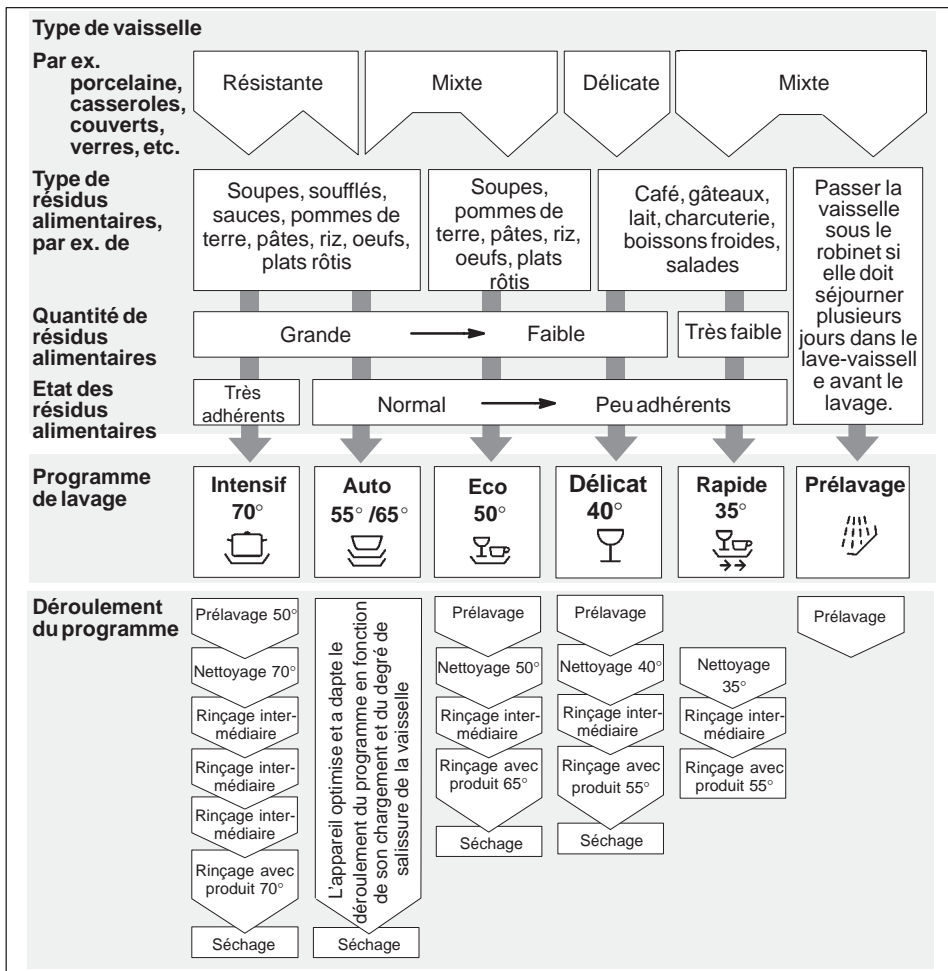 Type de vaisselle
Par ex.
porcelaine,
casseroles,
couverts,
verres, etc.
Résistante
Mixte
Délicate
Mixte
Type de
résidus
alimentaires,
par ex. de
Soupes, soufflés,
sauces, pommes de
terre, pâtes, riz, oeufs,
plats rôtis
Soupes,
pommes de
terre, pâtes, riz,
oeufs, plats
rôtis
Café, gâteaux,
lait, charcuterie,
boissons froides,
salades
Passer la
vaisselle
sous le
robinet si
elle doit
séjourner
plusieurs
jours dans le
lave-vaissell
e avant le
lavage.
Quantité de
résidus
alimentaires
Grande
Faible
Très faible
Etat des
résidus
alimentaires
Très
adhérents
Normal
Peu adhérents
Programme
de lavage
Intensif
70°
Auto
55° /65°
Eco
50°
Délicat
40°
Rapide
35°
Prélavage
Déroulement
du programme
Prélavage 50°
Nettoyage 70°
Rinçage inter-
médiaire
Rinçage inter-
médiaire
Rinçage inter-
médiaire
Rinçage avec
produit 70°
Séchage
L'appareil optimise et a dapte le
déroulement du programme en fonction
de son chargement et du degré de
salissure de la vaisselle
Séchage
Prélavage
Nettoyage 50°
Rinçage inter-
médiaire
Rinçage avec
produit 65°
Séchage
Prélavage
Nettoyage 40°
Rinçage inter-
médiaire
Rinçage avec
produit 55°
Séchage
Nettoyage
35°
Rinçage inter-
médiaire
Rinçage avec
produit 55°
Prélavage